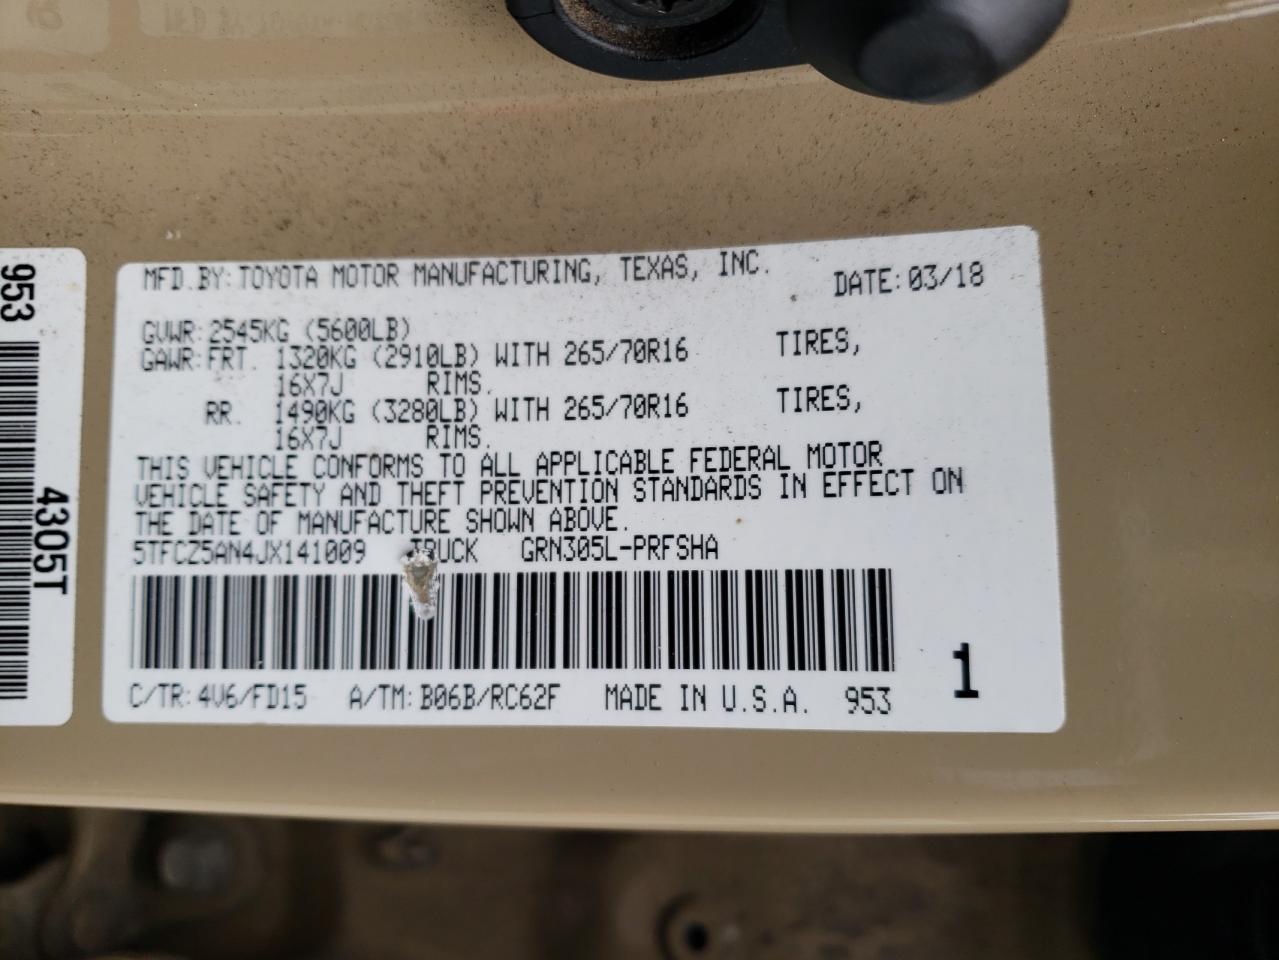 MFD.BY:TOYOTA MOTOR MANUFACTURING, TEXAS, INC. DATE:03/18
GVWR:2545KG (5600LB)
GAWR:FRT. 1320KG (2910LB) WITH 265/70R16 TIRES,
16X7J RIMS.
RR. 1490KG (3280LB) WITH 265/70R16 TIRES,
16X7J RIMS.
THIS VEHICLE CONFORMS TO ALL APPLICABLE FEDERAL MOTOR
VEHICLE SAFETY AND THEFT PREVENTION STANDARDS IN EFFECT ON
THE DATE OF MANUFACTURE SHOWN ABOVE.
5TFCZ5AN4JX141009 TRUCK GRN305L-PRFSHA
1
C/TR:4V6/FD15 A/TM:B06B/RC62F MADE IN U.S.A. 953
953
4305T